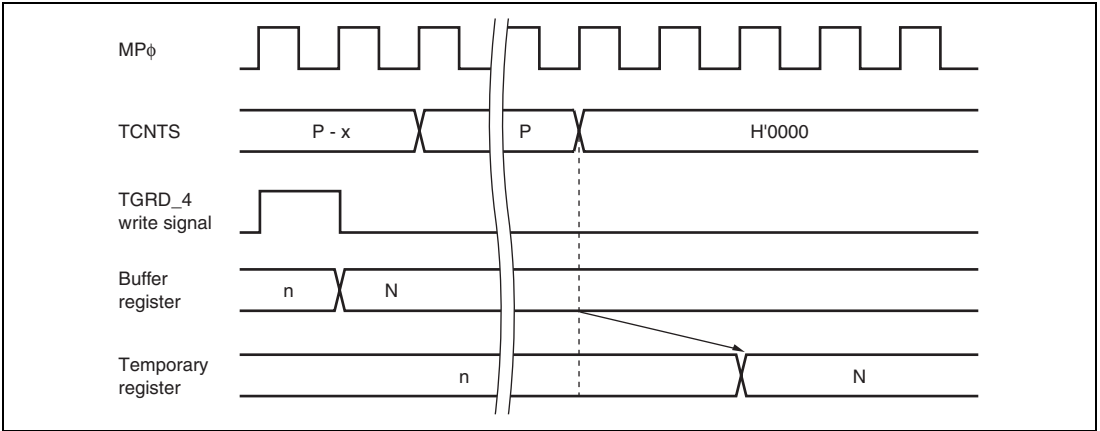 MPφ
TCNTS
P - x
P
H'0000
TGRD_4
write signal
Buffer
register
n
N
Temporary
register
n
N